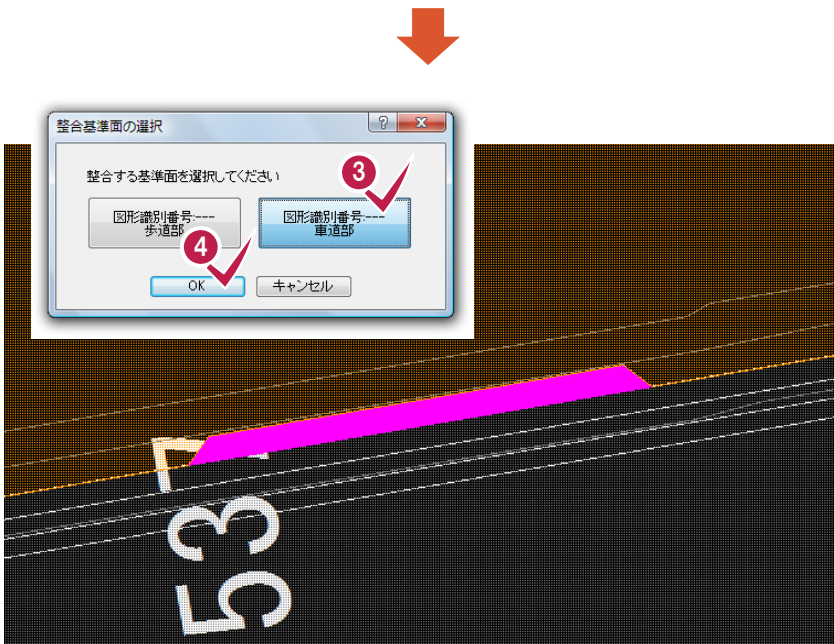 整合基準面の選択
整合する基準面を選択してください
3
図形識別番号:---
歩道部
図形識別番号:---
車道部
4
OK
キャンセル
537